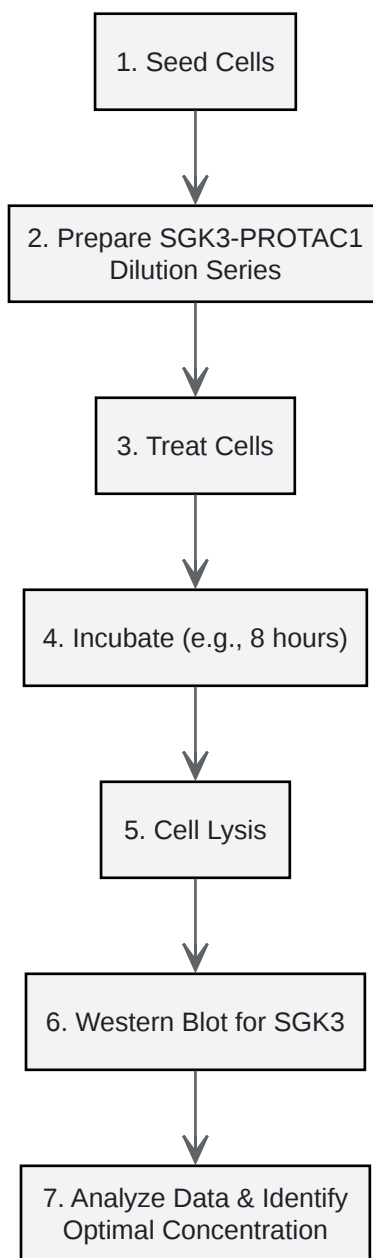 1. Seed Cells
2. Prepare SGK3-PROTAC1
Dilution Series
3. Treat Cells
4. Incubate (e.g., 8 hours)
5. Cell Lysis
6. Western Blot for SGK3
7. Analyze Data & Identify
Optimal Concentration